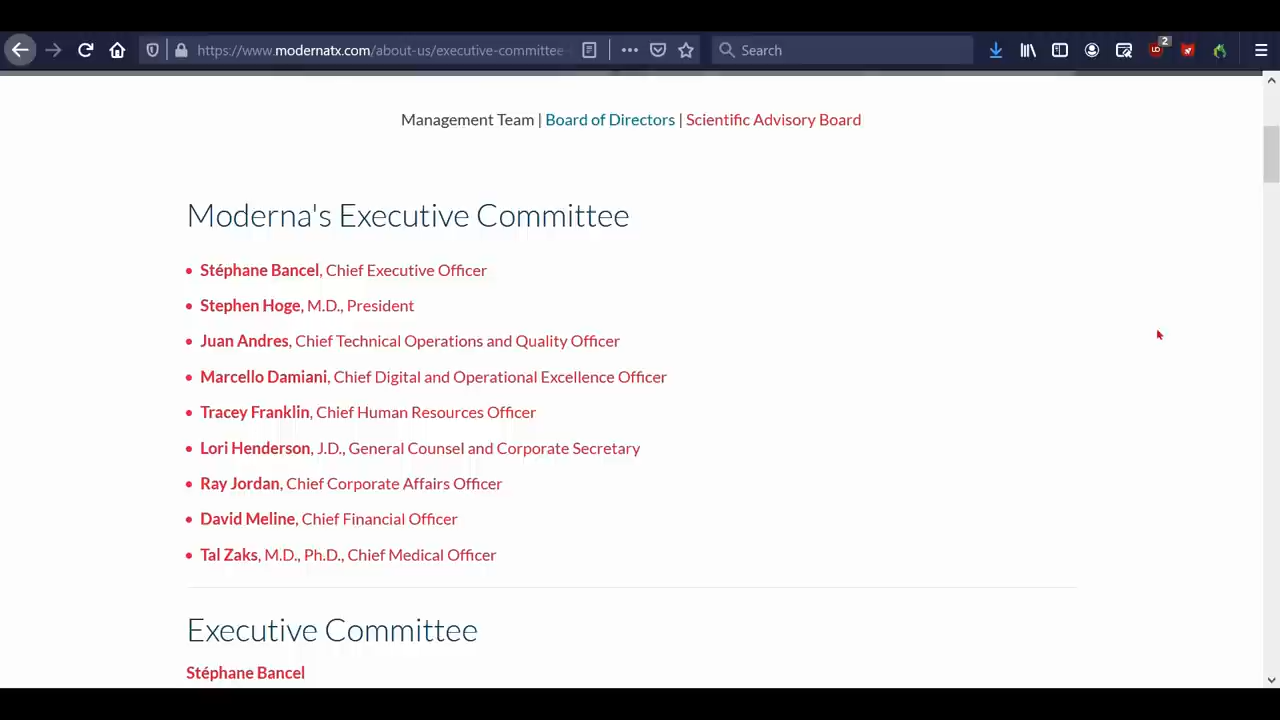 https://www.modernatx.com/about-us/executive-committee
Search
2
Management Team | Board of Directors | Scientific Advisory Board
Moderna's Executive Committee
• Stéphane Bancel, Chief Executive Officer
• Stephen Hoge, M.D., President
• Juan Andres, Chief Technical Operations and Quality Officer
• Marcello Damiani, Chief Digital and Operational Excellence Officer
• Tracey Franklin, Chief Human Resources Officer
• Lori Henderson, J.D., General Counsel and Corporate Secretary
• Ray Jordan, Chief Corporate Affairs Officer
• David Meline, Chief Financial Officer
• Tal Zaks, M.D., Ph.D., Chief Medical Officer
Executive Committee
Stéphane Bancel